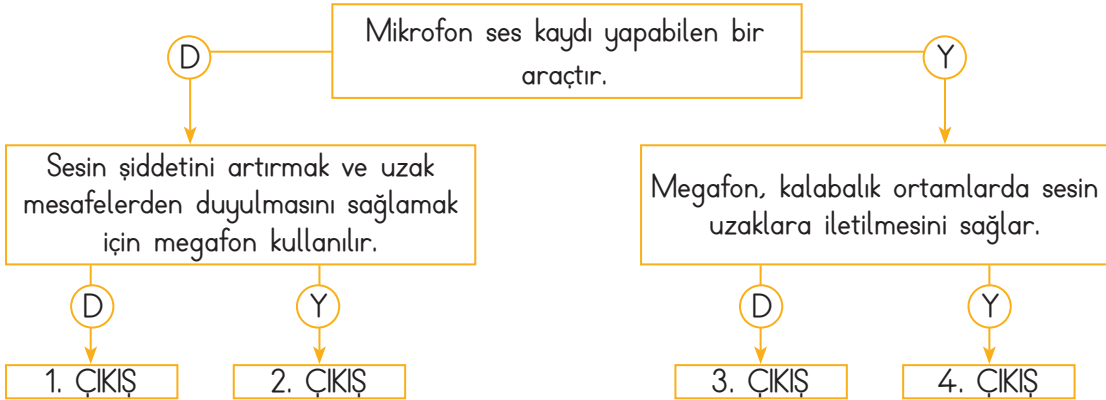 Mikrofon ses kaydı yapabilen bir
araçtır.
D
Y
Sesin şiddetini artırmak ve uzak
mesafelerden duyulmasını sağlamak
için megafon kullanılır.
Megafon, kalabalık ortamlarda sesin
uzaklara iletilmesini sağlar.
D
Y
D
Y
1. ÇIKIŞ
2. ÇIKIŞ
3. ÇIKIŞ
4. ÇIKIŞ